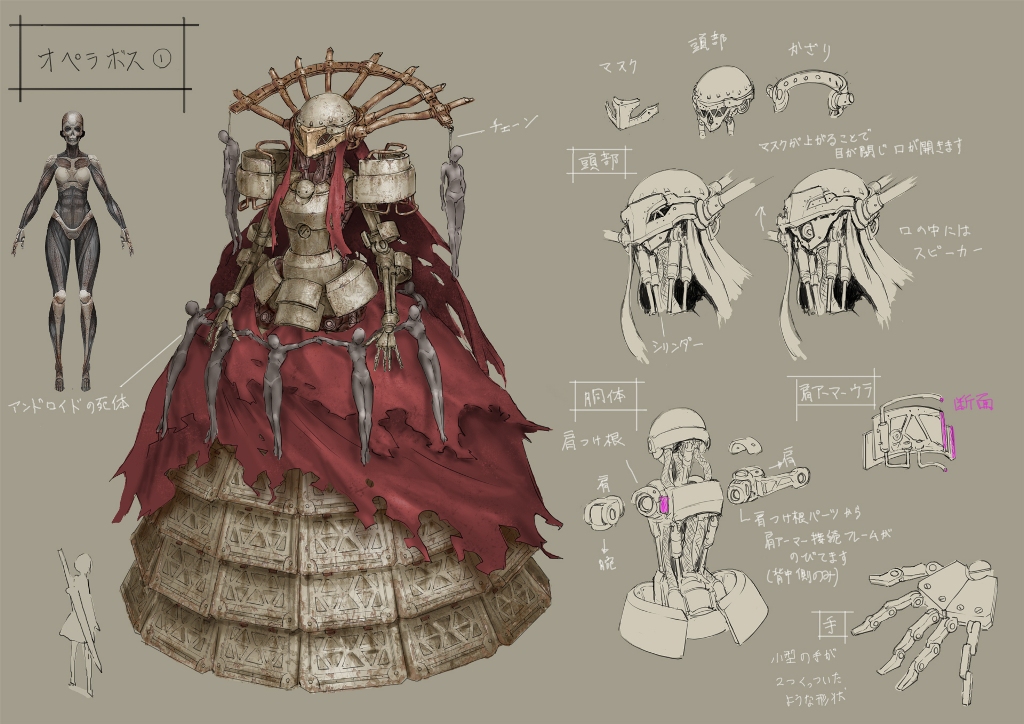 オペラボス①
チェーン
アンドロイドの死体
マスク
頭部
かざり
マスクが上がることで
目が閉じ口が開きます
頭部
口の中には
スピーカー
シリンダー
胴体
肩つけ根
肩
腕
肩
肩つけ根パーツから
肩アーマー接続フレームが
のびてます
(背中側のみ)
肩アーマーウラ
断面
手
小型の手が
2つくっついた
ような形状